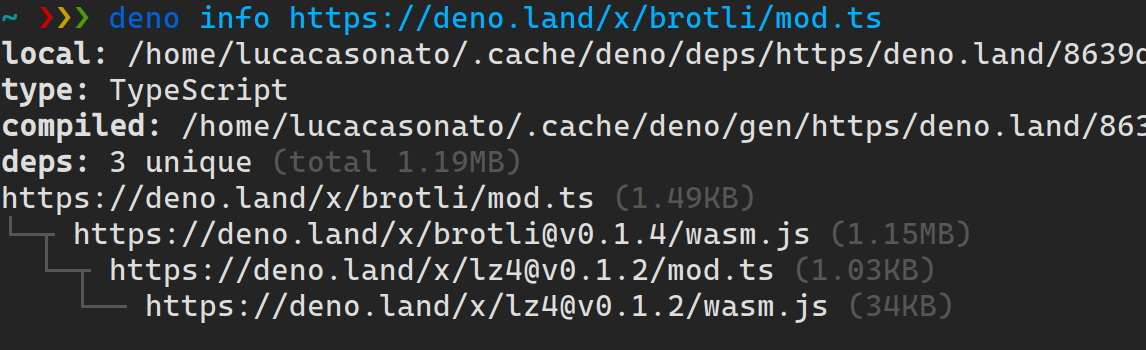 ~ ❯❯❯ deno info https://deno.land/x/brotli/mod.ts
local: /home/lucacasonato/.cache/deno/deps/https/deno.land/8639
type: TypeScript
compiled: /home/lucacasonato/.cache/deno/gen/https/deno.land/863
deps: 3 unique (total 1.19MB)
https://deno.land/x/brotli/mod.ts (1.49KB)
https://deno.land/x/brotli@v0.1.4/wasm.js (1.15MB)
https://deno.land/x/lz4@v0.1.2/mod.ts (1.03KB)
https://deno.land/x/lz4@v0.1.2/wasm.js (34KB)